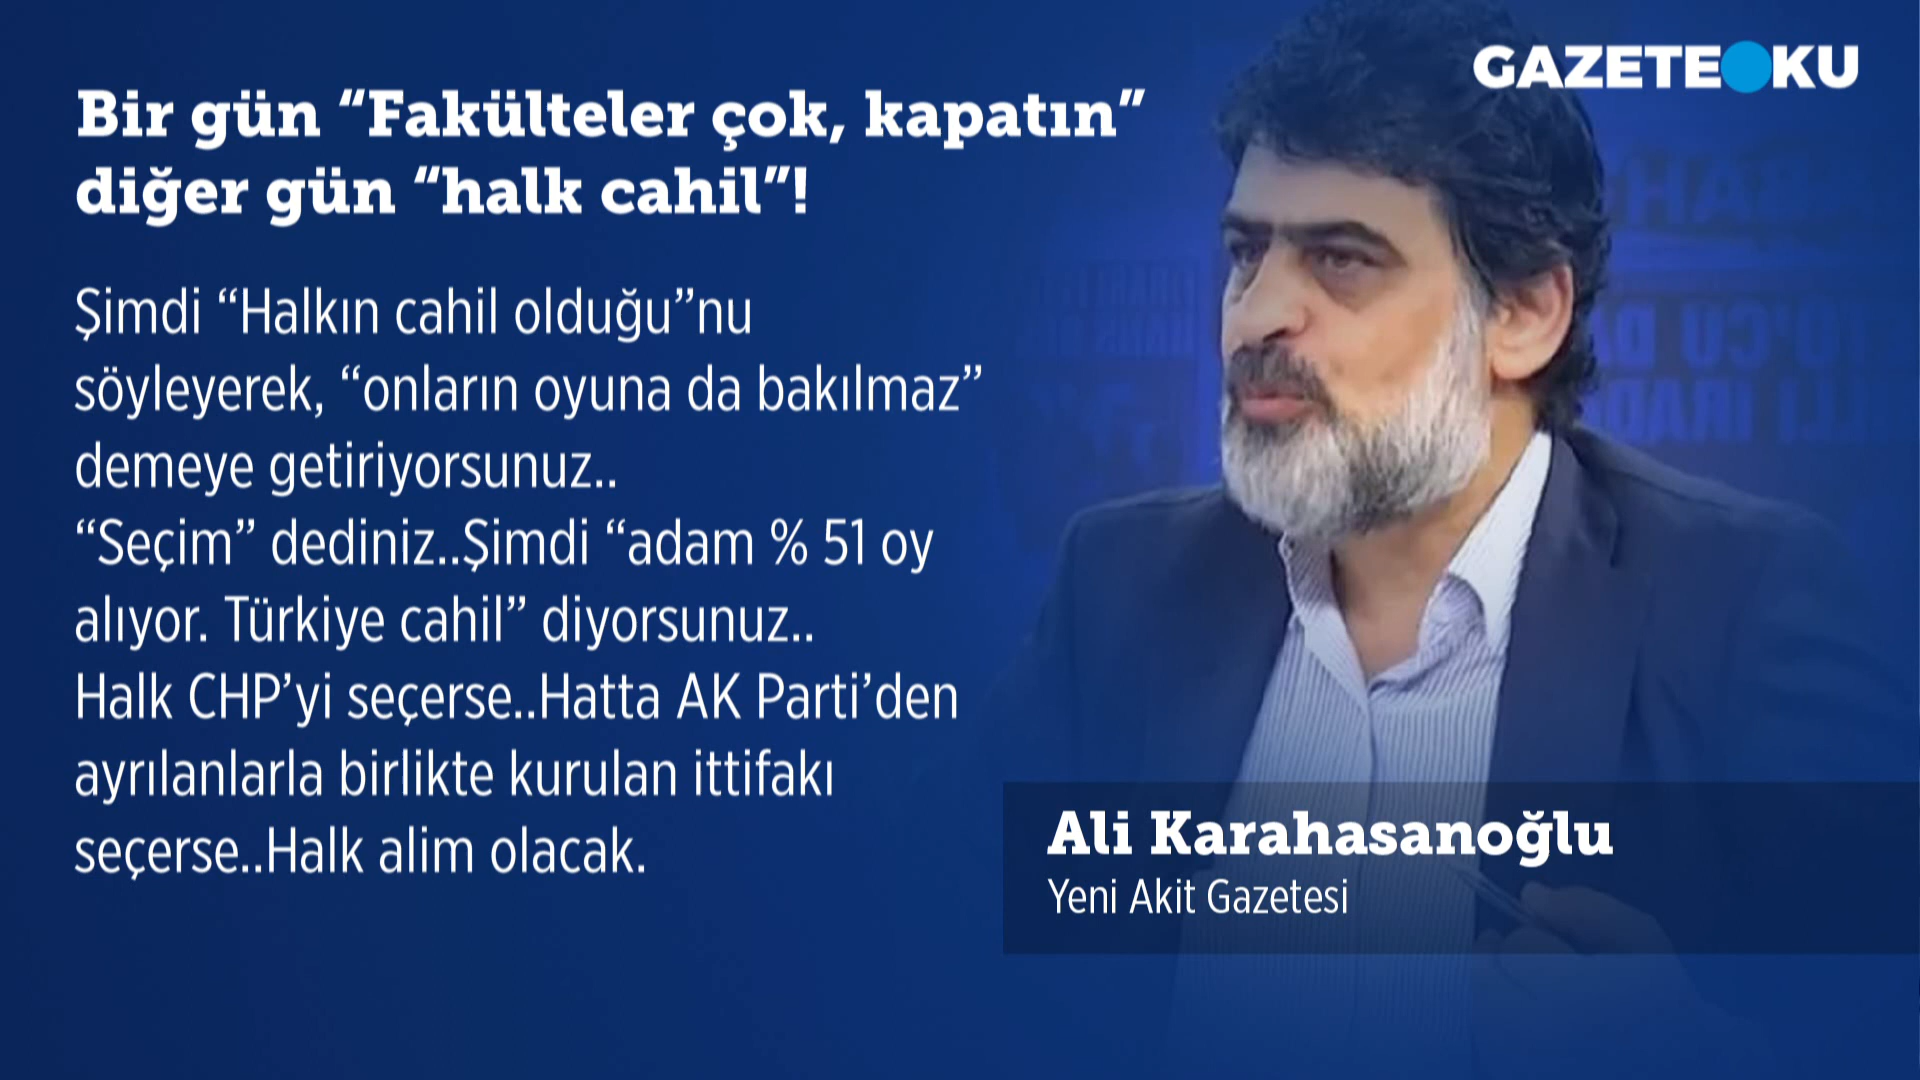 GAZETE OKU
Bir gün “Fakülteler çok, kapatın”
diğer gün “halk cahil”!
Şimdi “Halkın cahil olduğu”nu
söyleyerek, “onların oyuna da bakılmaz”
demeye getiriyorsunuz..
“Seçim” dediniz..Şimdi “adam % 51 oy
alıyor. Türkiye cahil” diyorsunuz..
Halk CHP’yi seçerse..Hatta AK Parti’den
ayrılanlarla birlikte kurulan ittifakı
seçerse..Halk alim olacak.
Ali Karahasanoğlu
Yeni Akit Gazetesi